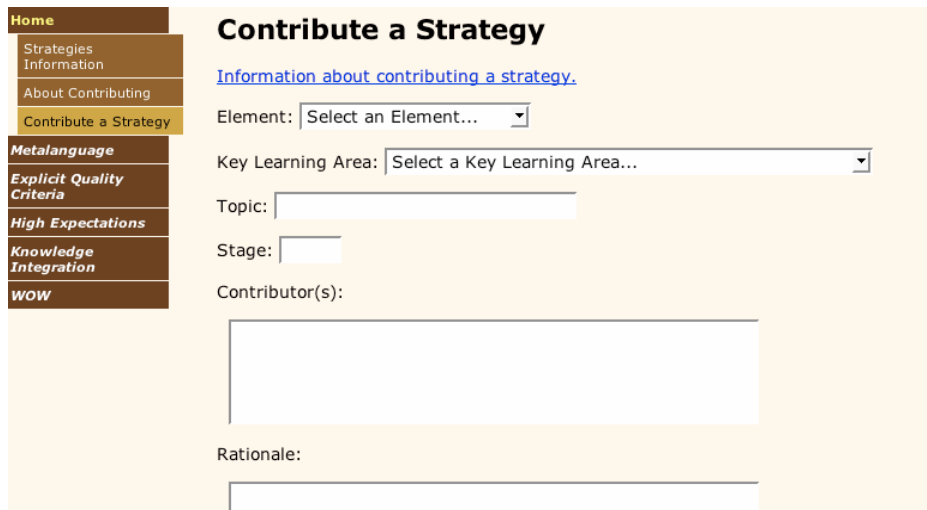 Home
Strategies
Information
About Contributing
Contribute a Strategy
Metalanguage
Explicit Quality
Criteria
High Expectations
Knowledge
Integration
WOW
Contribute a Strategy
Information about contributing a strategy.
Element: Select an Element...
Key Learning Area: Select a Key Learning Area...
Topic:
Stage:
Contributor(s):
Rationale: